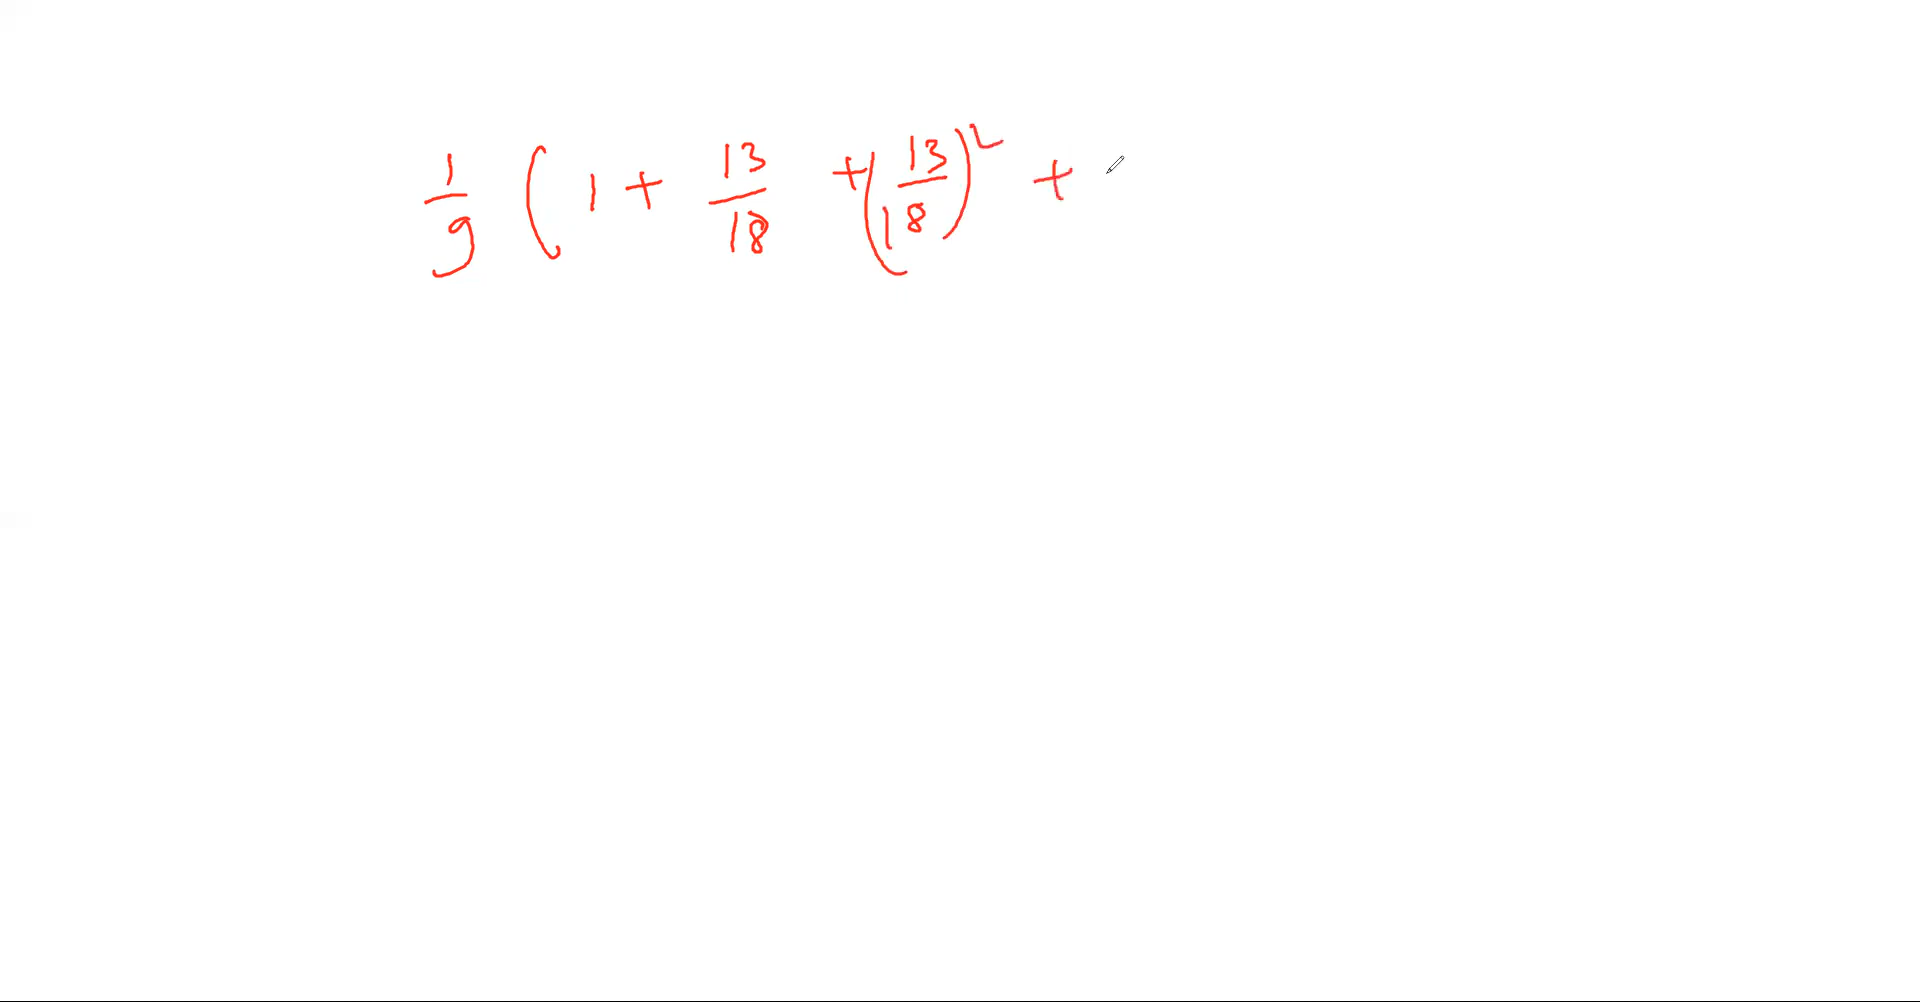 1/9 ( 1 + 13/18 + (13/18)² +